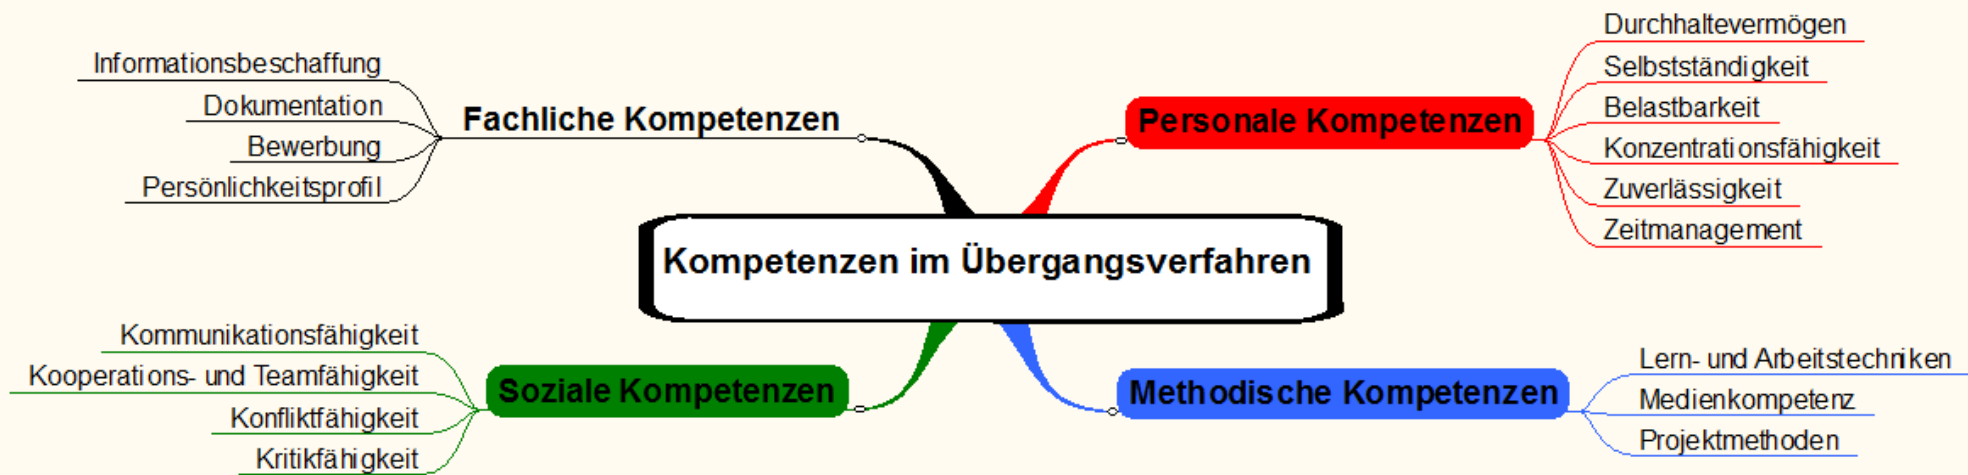 Kompetenzen im Übergangsverfahren
Fachliche Kompetenzen
Informationsbeschaffung
Dokumentation
Bewerbung
Persönlichkeitsprofil
Personale Kompetenzen
Durchhaltevermögen
Selbstständigkeit
Belastbarkeit
Konzentrationsfähigkeit
Zuverlässigkeit
Zeitmanagement
Soziale Kompetenzen
Kommunikationsfähigkeit
Kooperations- und Teamfähigkeit
Konfliktfähigkeit
Kritikfähigkeit
Methodische Kompetenzen
Lern- und Arbeitstechniken
Medienkompetenz
Projektmethoden